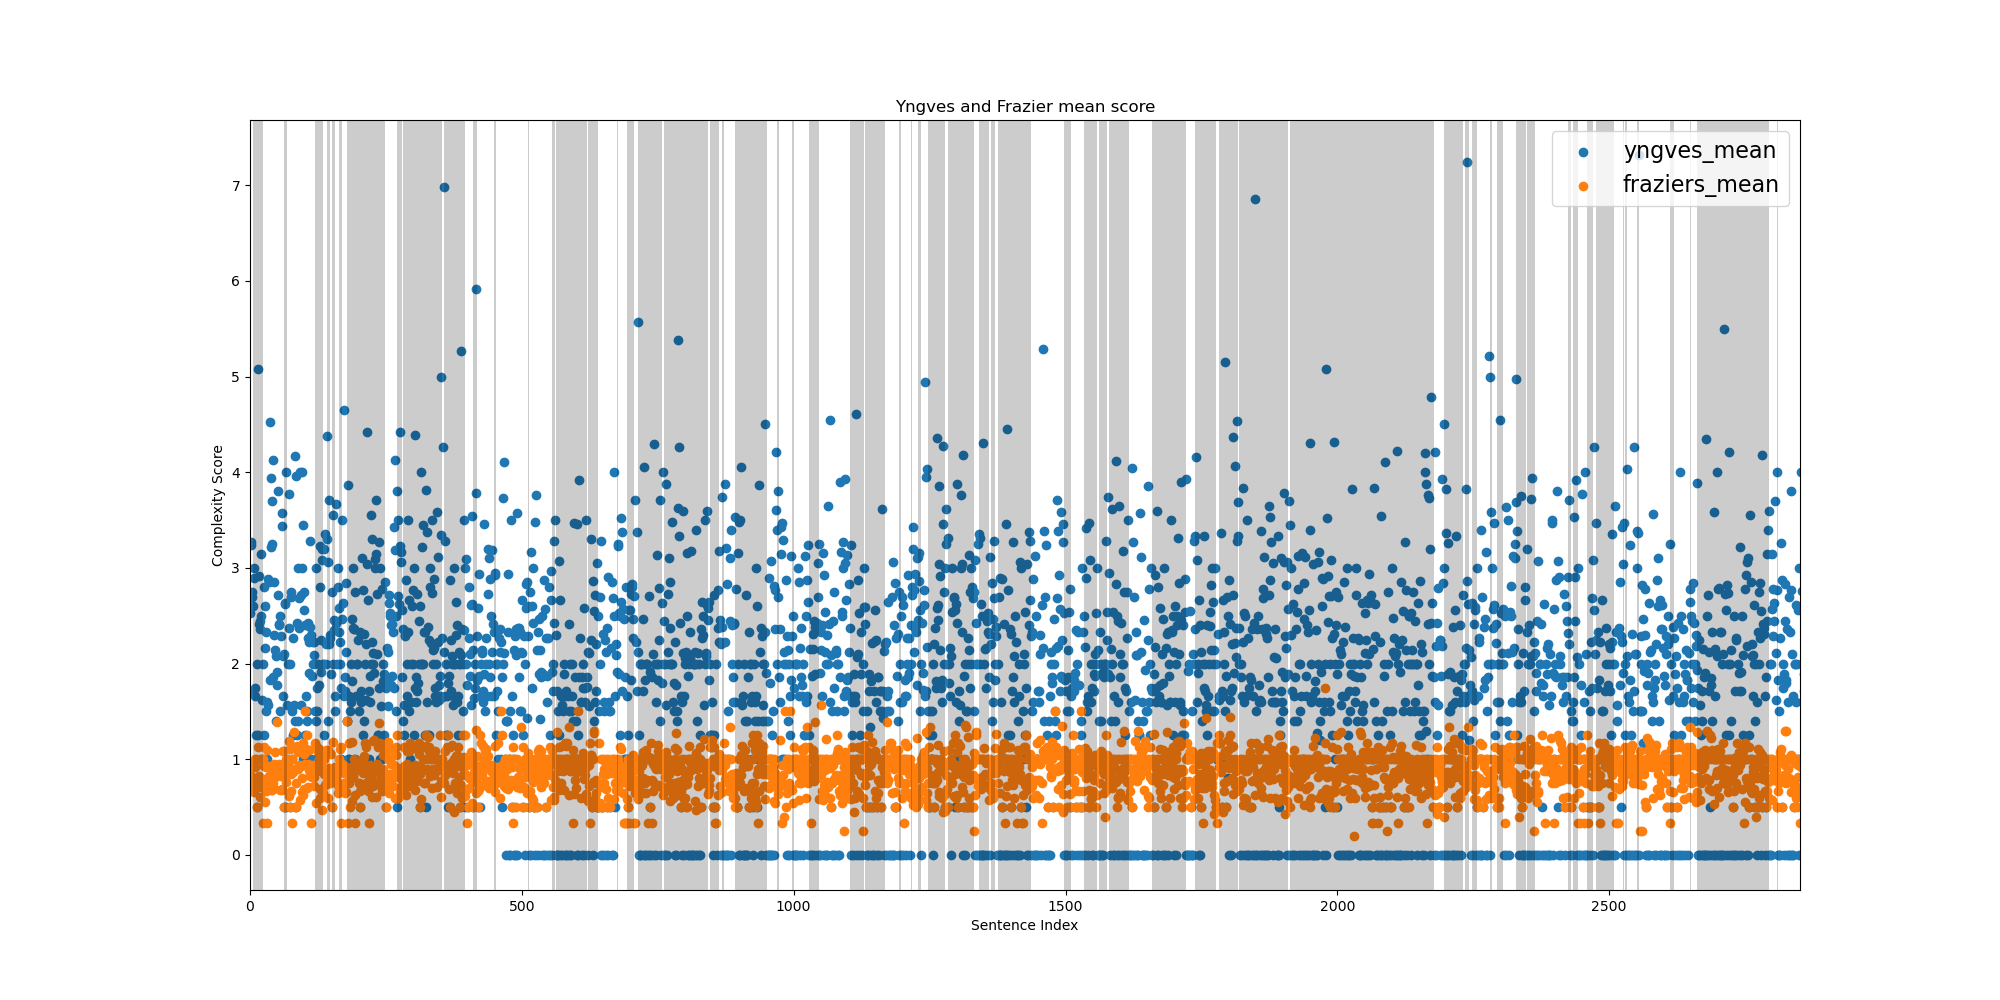 Yngves and Frazier mean score
yngves_mean
fraziers_mean
Complexity Score
7
6
5
4
3
2
1
0
0 500 1000 1500 2000 2500
Sentence Index